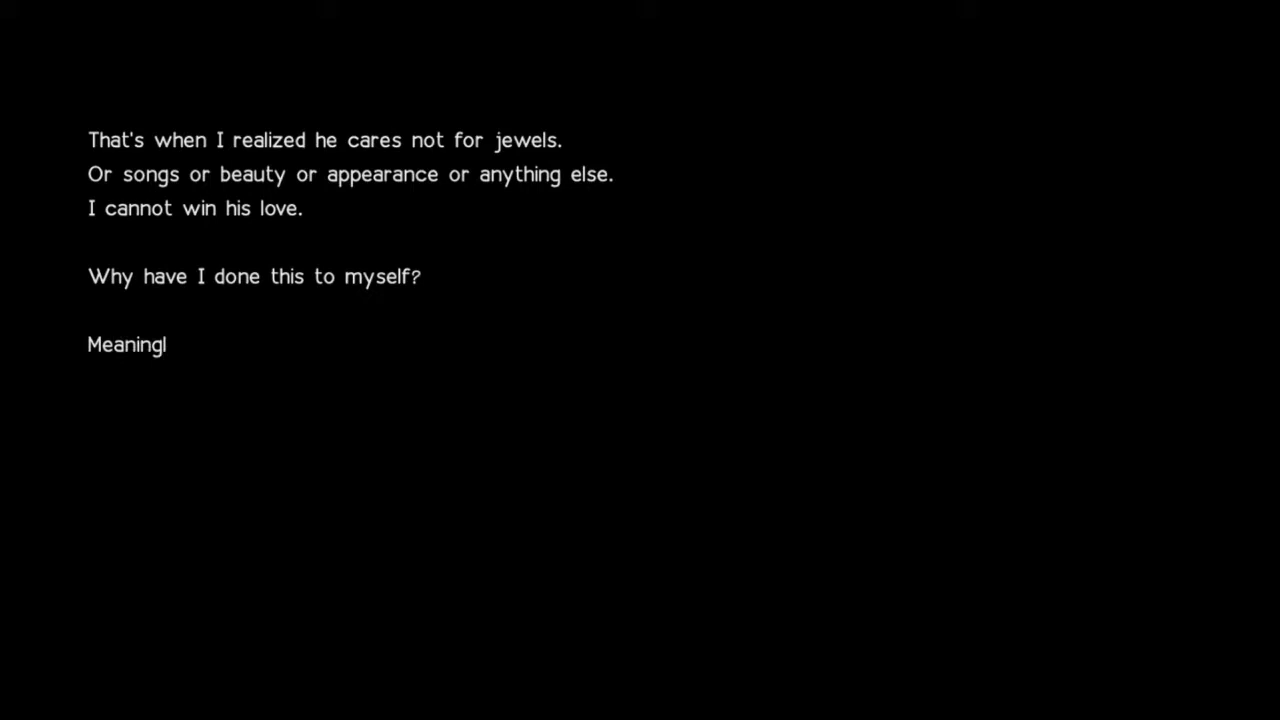 That's when I realized he cares not for jewels.
Or songs or beauty or appearance or anything else.
I cannot win his love.
Why have I done this to myself?
Meaningl